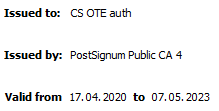 Issued to: CS OTE auth
Issued by: PostSignum Public CA 4
Valid from 17.04.2020 to 07.05.2023